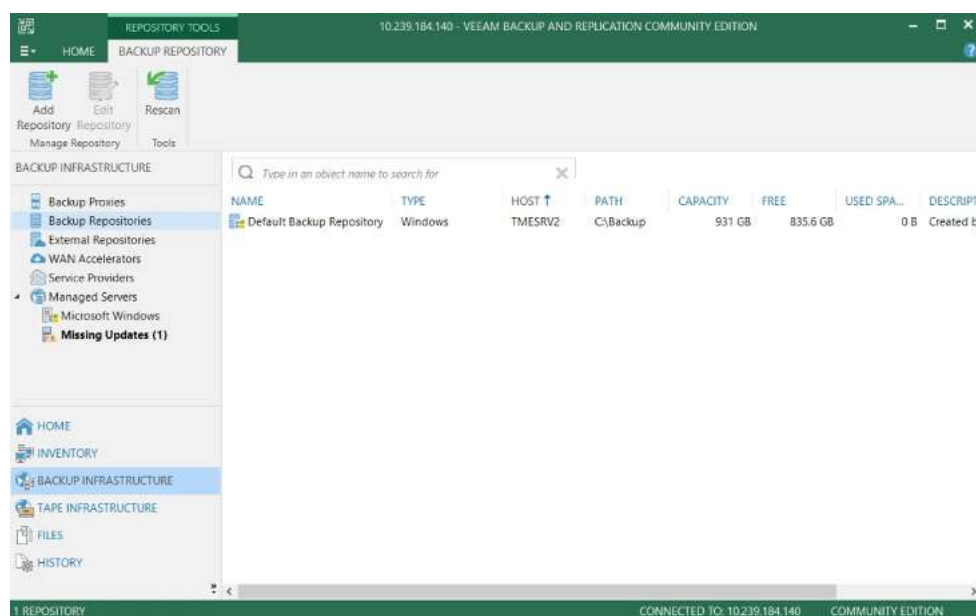 REPOSITORY TOOLS
10.239.184.140 - VEEAM BACKUP AND REPLICATION COMMUNITY EDITION
HOME
BACKUP REPOSITORY
Add Repository
Edit Repository
Rescan
Manage Repository
Tools
BACKUP INFRASTRUCTURE
Backup Proxies
Backup Repositories
External Repositories
WAN Accelerators
Service Providers
Managed Servers
Microsoft Windows
Missing Updates (1)
HOME
INVENTORY
BACKUP INFRASTRUCTURE
TAPE INFRASTRUCTURE
FILES
HISTORY
Type in an object name to search for
NAME TYPE HOST PATH CAPACITY FREE USED SPA... DESCRIPT
Default Backup Repository Windows TMESRV2 C:\Backup 931 GB 835.6 GB 0 B Created b
1 REPOSITORY
CONNECTED TO: 10.239.184.140
COMMUNITY EDITION